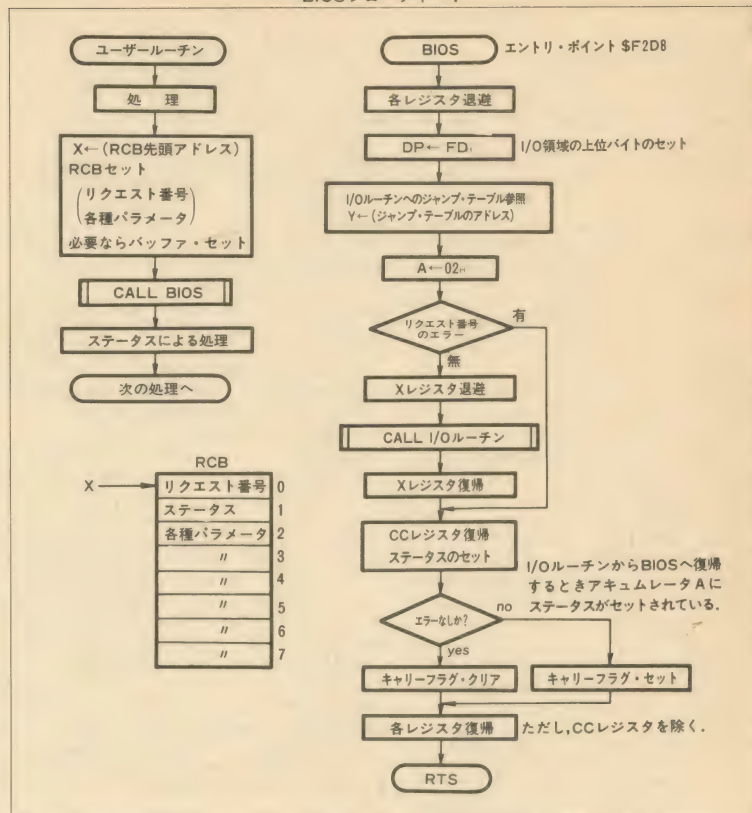 ユーザールーチン
処 理
X←(RCB先頭アドレス)
RCBセット
(リクエスト番号
各種パラメータ)
必要ならバッファ・セット
CALL BIOS
ステータスによる処理
次の処理へ
RCB
X
リクエスト番号 0
ステータス 1
各種パラメータ 2
〃 3
〃 4
〃 5
〃 6
〃 7
BIOS エントリ・ポイント $F2D8
各レジスタ退避
DP←FDH I/O領域の上位バイトのセット
I/Oルーチンへのジャンプ・テーブル参照
Y←(ジャンプ・テーブルのアドレス)
A←02H
リクエスト番号
のエラー
有
無
Xレジスタ退避
CALL I/Oルーチン
Xレジスタ復帰
CCレジスタ復帰
ステータスのセット
I/OルーチンからBIOSへ復帰
するときアキュムレータAに
ステータスがセットされている.
エラーなしか?
no
yes
キャリーフラグ・クリア
キャリーフラグ・セット
各レジスタ復帰 ただし,CCレジスタを除く.
RTS